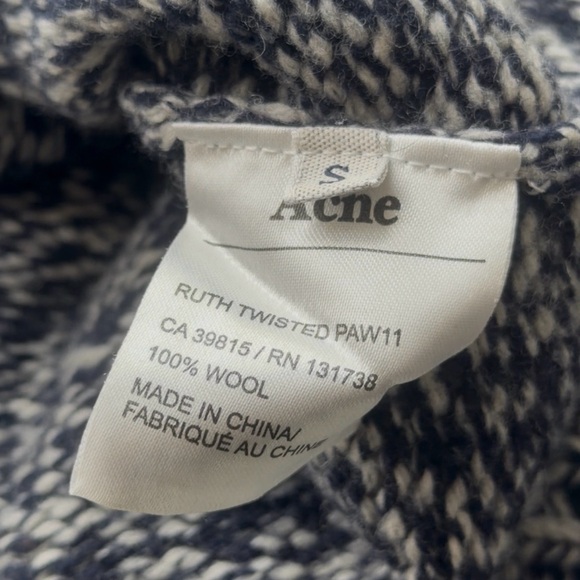 S
Acne
RUTH TWISTED PAW11
CA 39815 / RN 131738
100% WOOL
MADE IN CHINA/
FABRIQUÉ AU CHINE